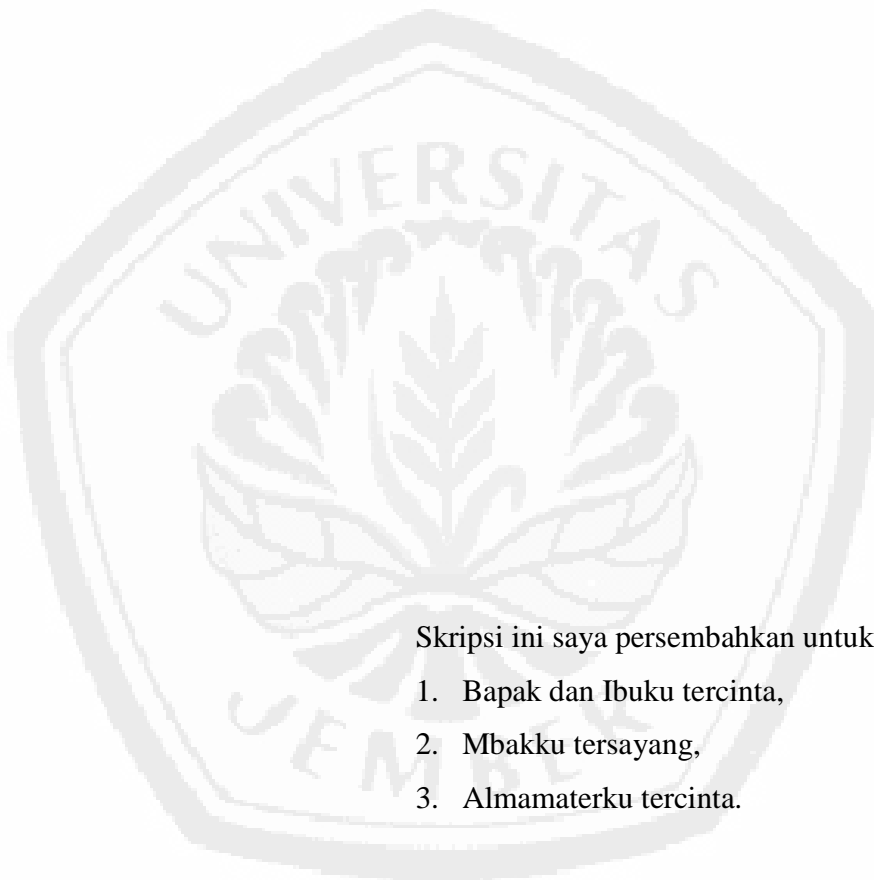 UNIVERSITAS
Skripsi ini saya persembahkan untuk
1. Bapak dan Ibuku tercinta,
2. Mbakku tersayang,
3. Almamaterku tercinta.
JEMBER